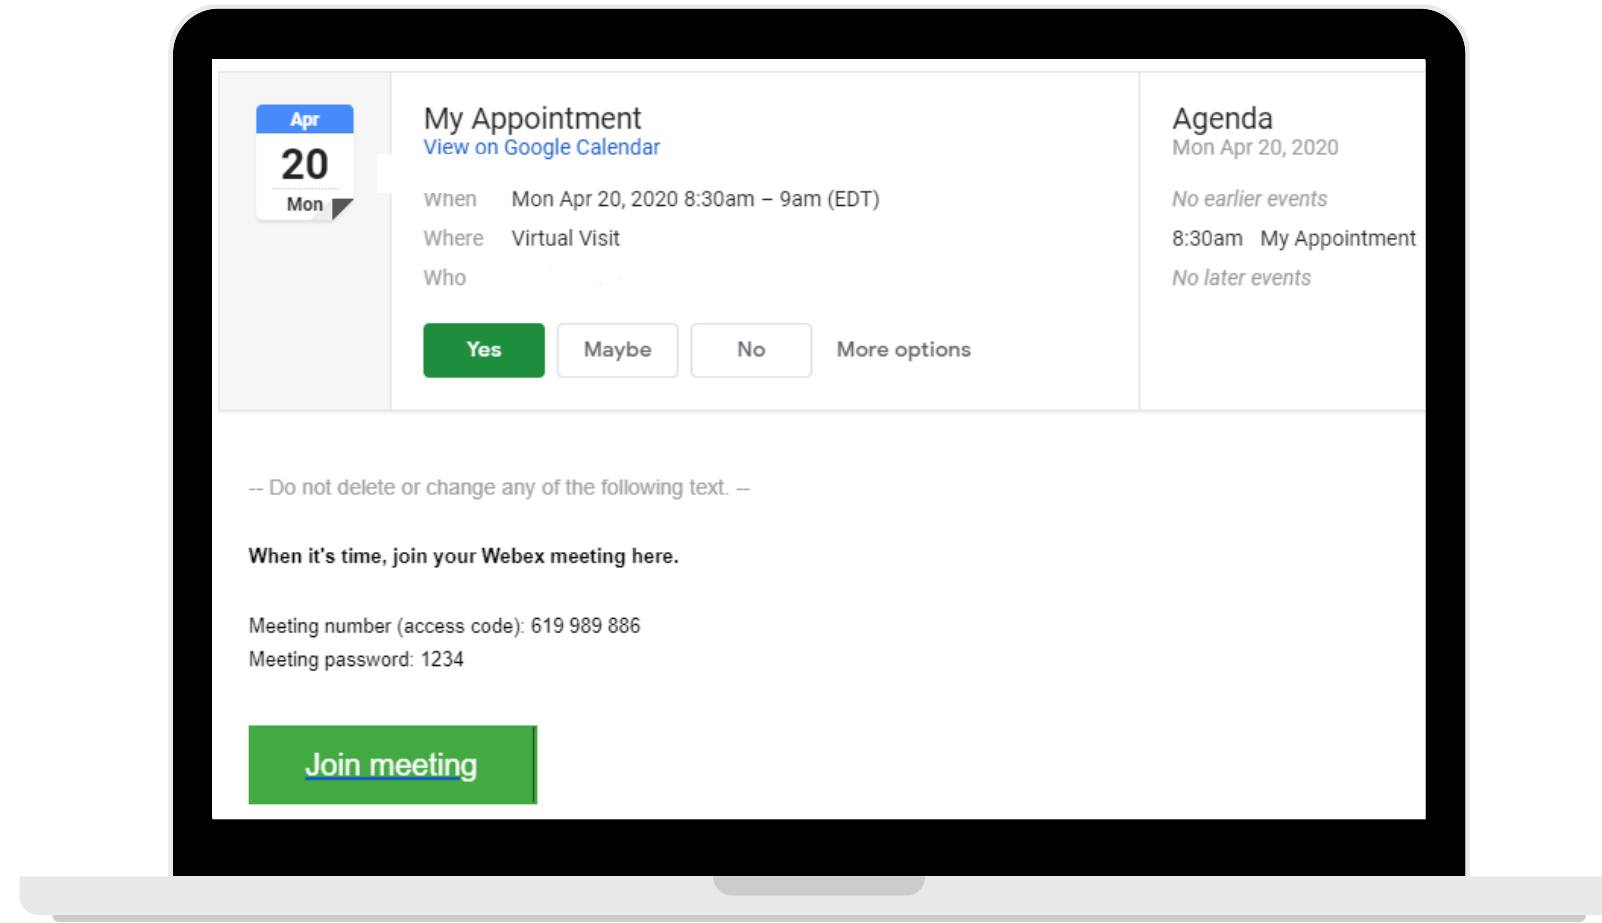 Apr
20
Mon
My Appointment
View on Google Calendar
When Mon Apr 20, 2020 8:30am – 9am (EDT)
Where Virtual Visit
Who
Yes Maybe No More options
Agenda
Mon Apr 20, 2020
No earlier events
8:30am My Appointment
No later events
-- Do not delete or change any of the following text. --
When it's time, join your Webex meeting here.
Meeting number (access code): 619 989 886
Meeting password: 1234
Join meeting